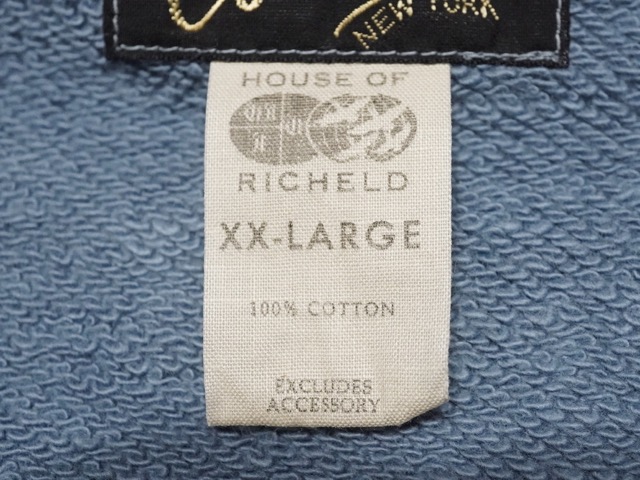 NEW YORK
HOUSE OF
RICHELD
XX-LARGE
100% COTTON
EXCLUDES
ACCESSORY